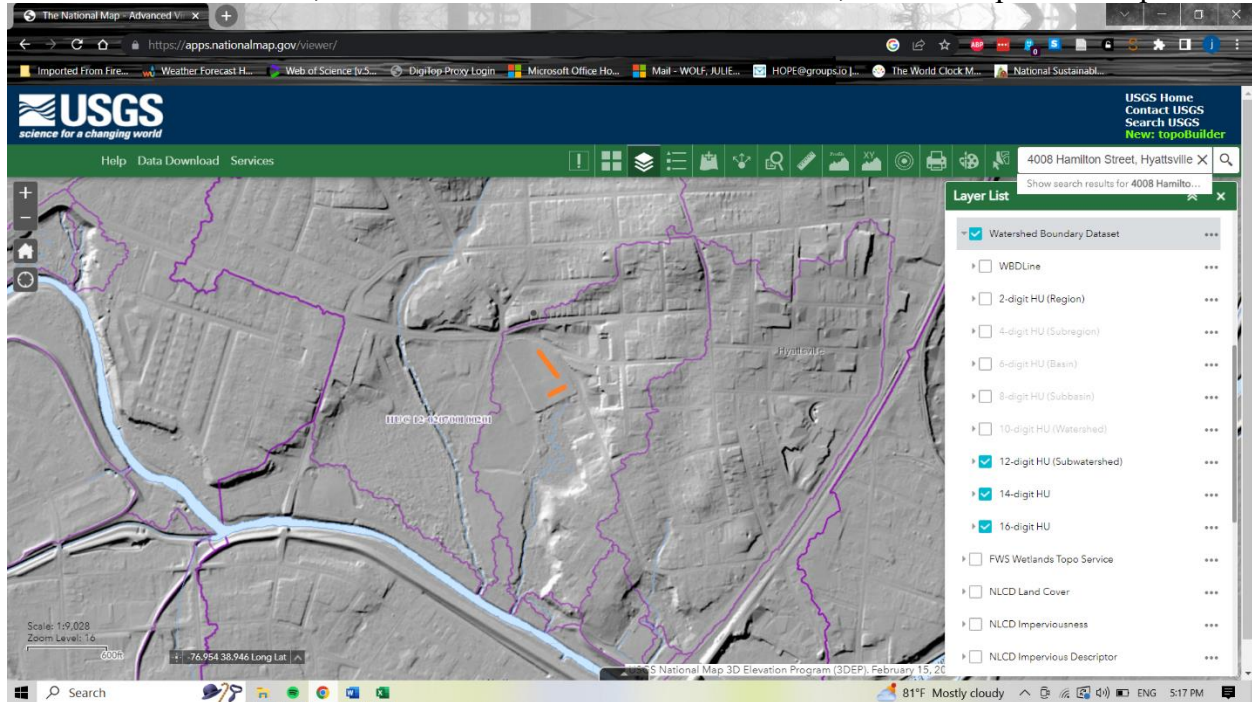 The National Map - Advanced Vi
https://apps.nationalmap.gov/viewer/
Imported From Fire...
Weather Forecast H...
Web of Science [v.5...
DigiTop Proxy Login
Microsoft Office Ho...
Mail - WOLF, JULIE...
HOPE@groups.io |...
The World Clock M...
National Sustainabl...
USGS
science for a changing world
USGS Home
Contact USGS
Search USGS
New: topoBuilder
Help Data Download Services
4008 Hamilton Street, Hyattsville
Show search results for 4008 Hamilto...
Layer List
Watershed Boundary Dataset
WBDLine
2-digit HU (Region)
4-digit HU (Subregion)
6-digit HU (Basin)
8-digit HU (Subbasin)
10-digit HU (Watershed)
12-digit HU (Subwatershed)
14-digit HU
16-digit HU
FWS Wetlands Topo Service
NLCD Land Cover
NLCD Imperviousness
NLCD Impervious Descriptor
Hyattsville
Scale: 1:9,028
Zoom Level: 16
600ft
-76.954 38.946 Long Lat
USGS National Map 3D Elevation Program (3DEP). February 15, 20
Search
81°F Mostly cloudy
ENG
5:17 PM